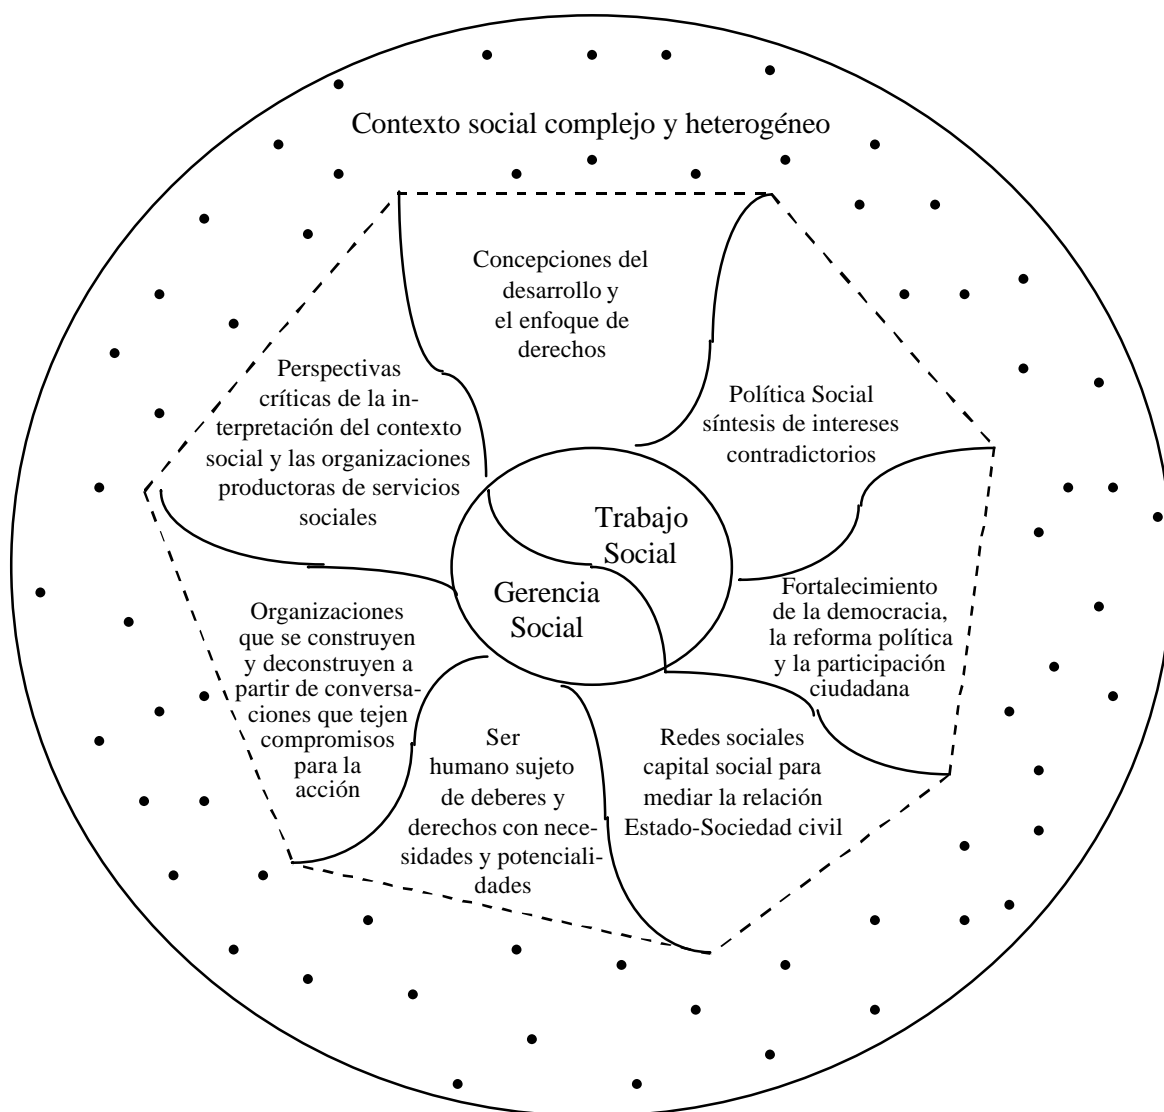 Contexto social complejo y heterogéneo
Concepciones del
desarrollo y
el enfoque de
derechos
Perspectivas
críticas de la in-
terpretación del contexto
social y las organizaciones
productoras de servicios
sociales
Política Social
síntesis de intereses
contradictorios
Trabajo
Social
Gerencia
Social
Fortalecimiento
de la democracia,
la reforma política
y la participación
ciudadana
Organizaciones
que se construyen
y deconstruyen a
partir de conversa-
ciones que tejen
compromisos
para la
acción
Ser
humano sujeto
de deberes y
derechos con nece-
sidades y potenciali-
dades
Redes sociales
capital social para
mediar la relación
Estado-Sociedad civil